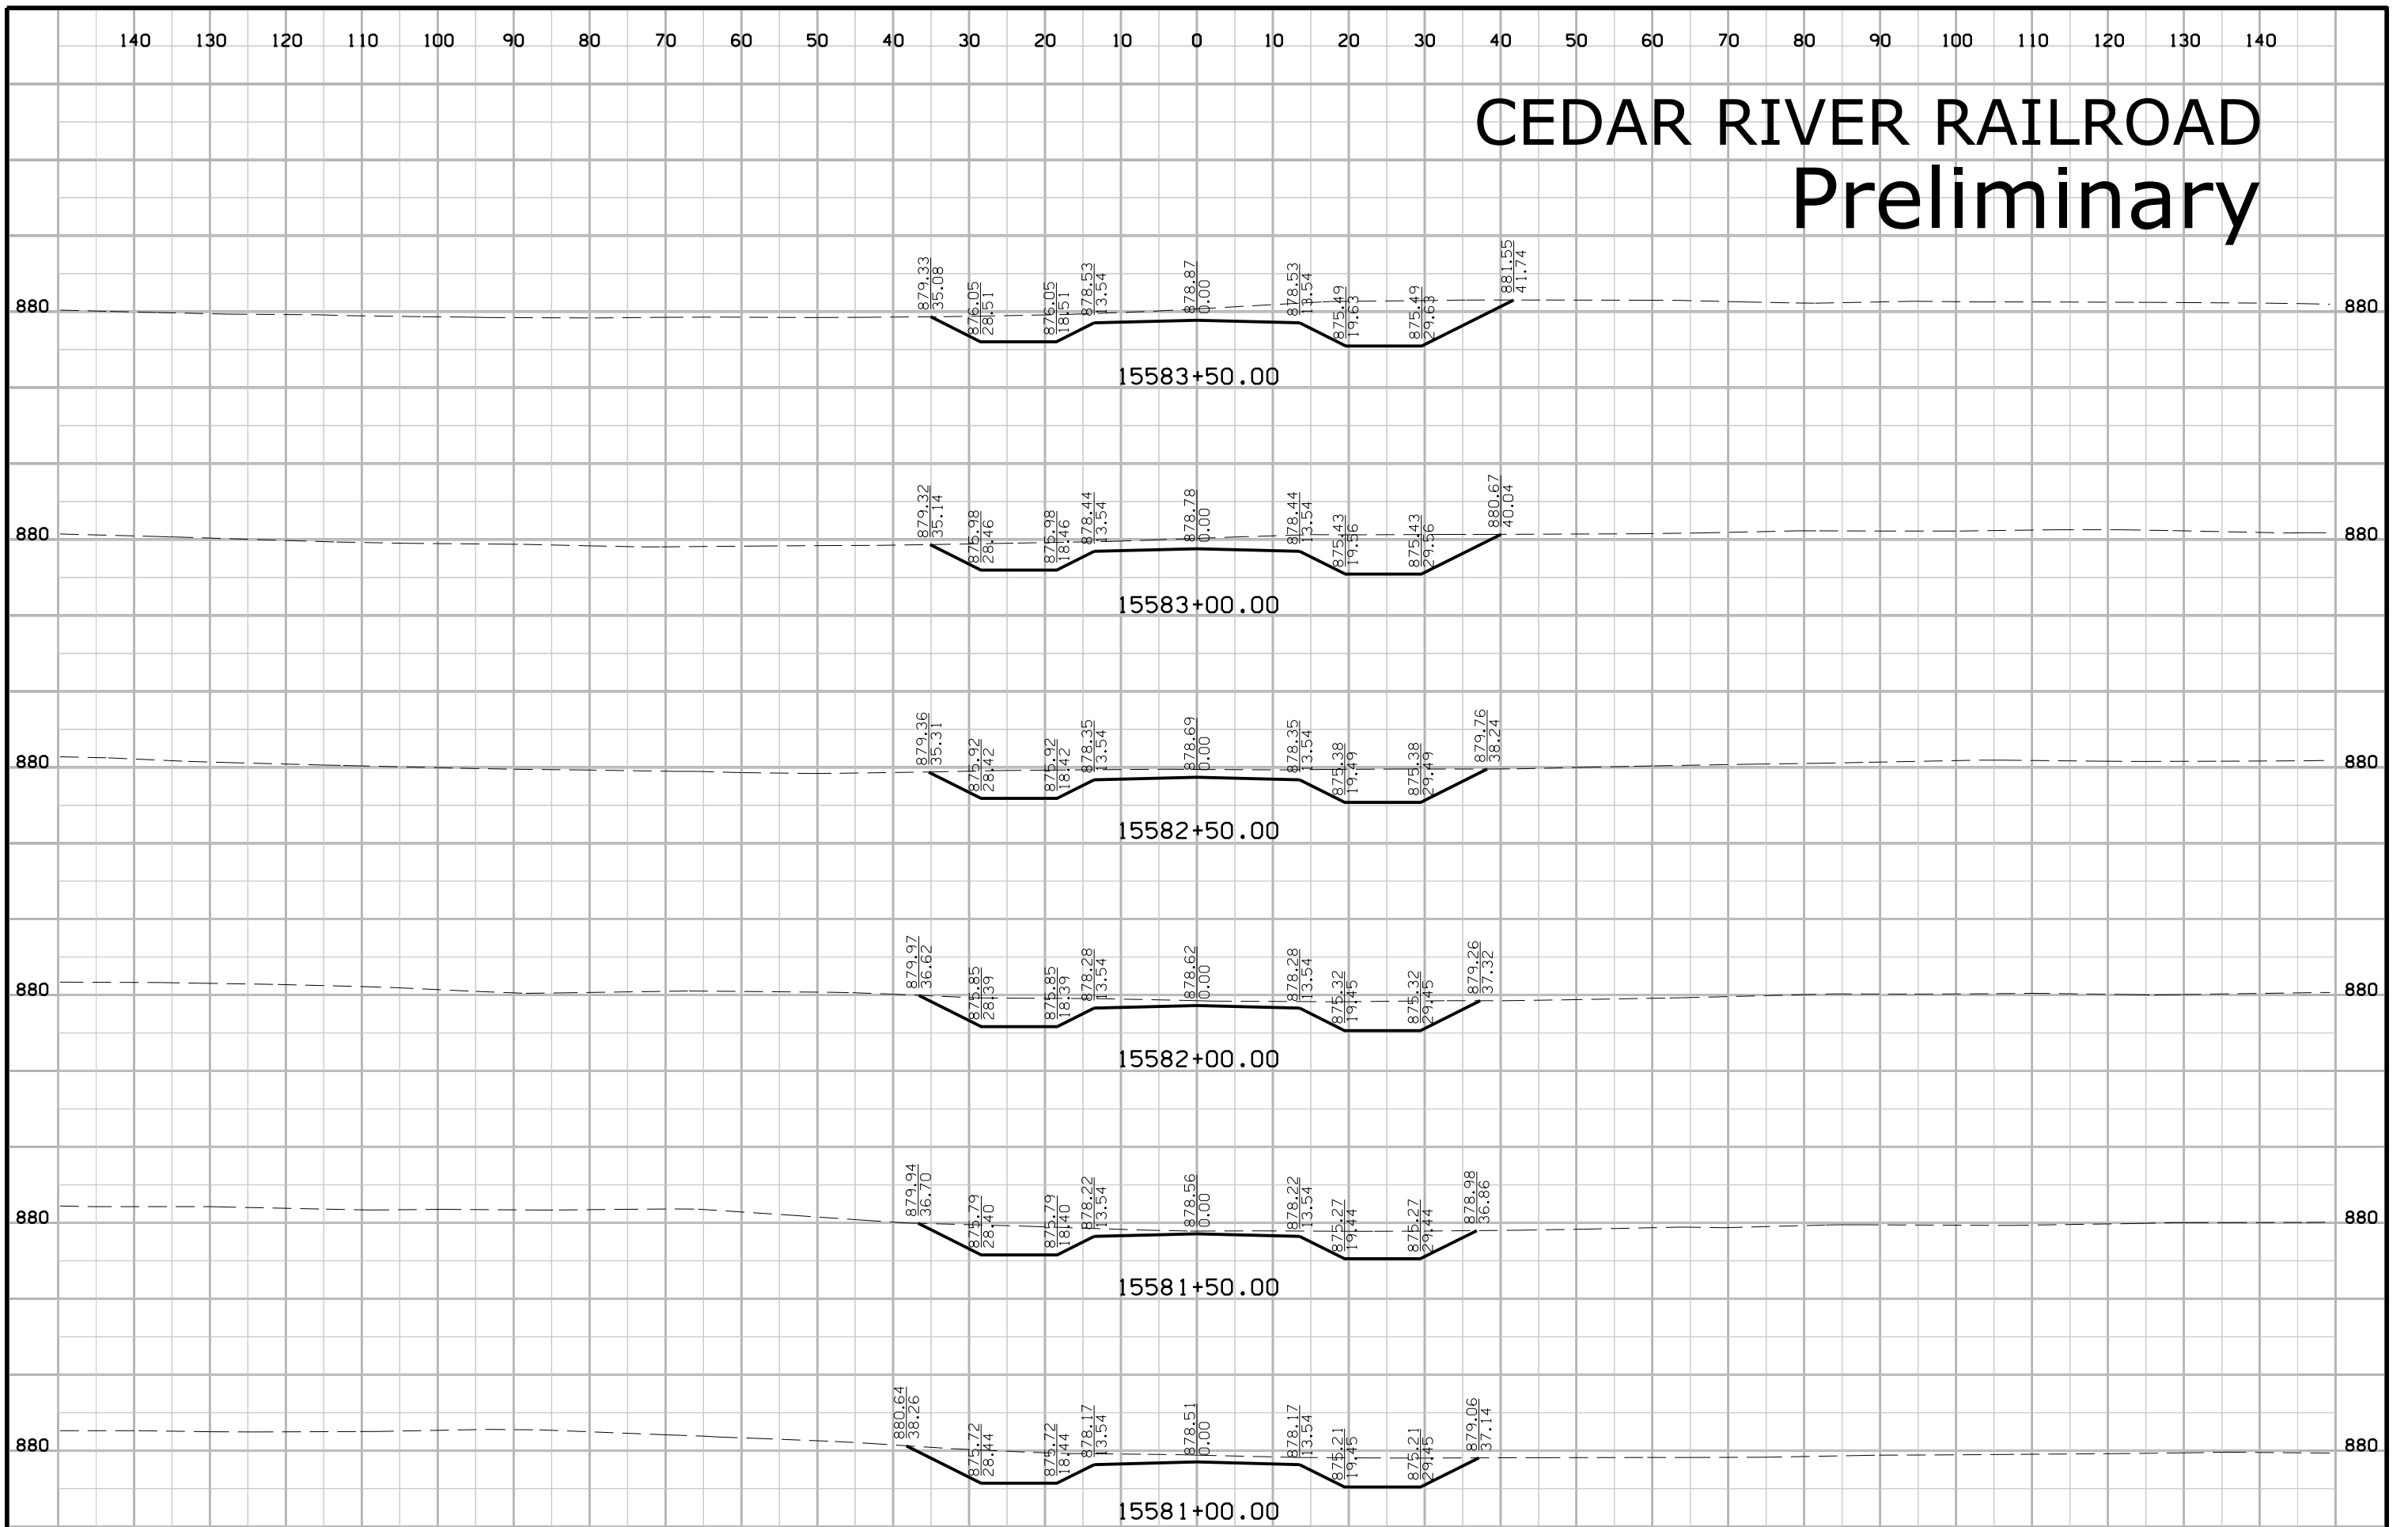 140 130 120 110 100 90 80 70 60 50 40 30 20 10 0 10 20 30 40 50 60 70 80 90 100 110 120 130 140
CEDAR RIVER RAILROAD
Preliminary
879.33 876.05 876.05 878.53 878.87 878.53 875.49 875.49 881.55
35.08 28.51 18.51 13.54 0.00 13.54 19.63 29.63 41.74
880 880
15583+50.00
879.32 875.98 875.98 878.44 878.78 878.44 875.43 875.43 880.67
35.14 28.46 18.46 13.54 0.00 13.54 19.56 29.56 40.04
880 880
15583+00.00
879.36 875.92 875.92 878.35 878.69 878.35 875.38 875.38 879.76
35.31 28.42 18.42 13.54 0.00 13.54 19.49 29.49 38.24
880 880
15582+50.00
879.97 875.85 875.85 878.28 878.62 878.28 875.32 875.32 879.26
36.62 28.39 18.39 13.54 0.00 13.54 19.45 29.45 37.32
880 880
15582+00.00
879.94 875.79 875.79 878.22 878.56 878.22 875.27 875.27 878.98
36.70 28.40 18.40 13.54 0.00 13.54 19.44 29.44 36.86
880 880
15581+50.00
880.64 875.72 875.72 878.17 878.51 878.17 875.21 875.21 879.06
38.26 28.44 18.44 13.54 0.00 13.54 19.45 29.45 37.14
880 880
15581+00.00